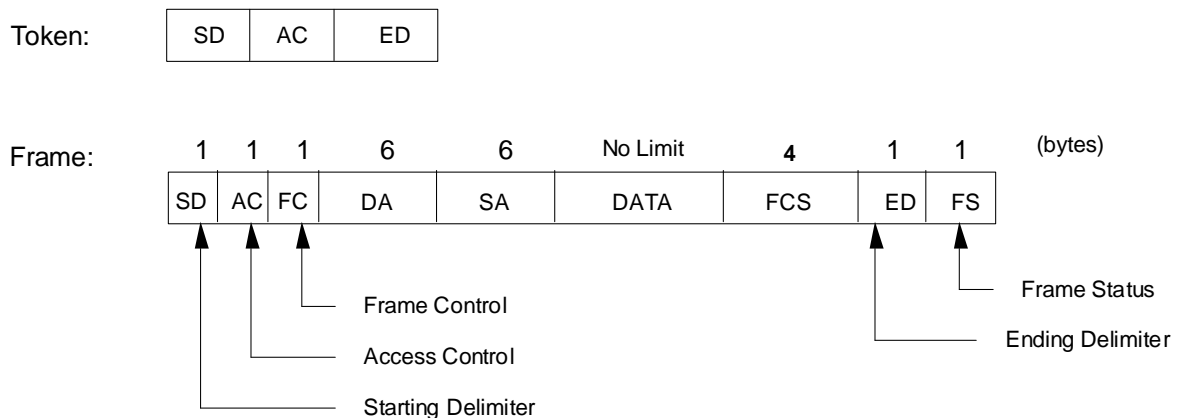 Token: SD AC ED
Frame: 1 1 1 6 6 No Limit 4 1 1 (bytes)
SD AC FC DA SA DATA FCS ED FS
Frame Control
Frame Status
Access Control
Ending Delimiter
Starting Delimiter